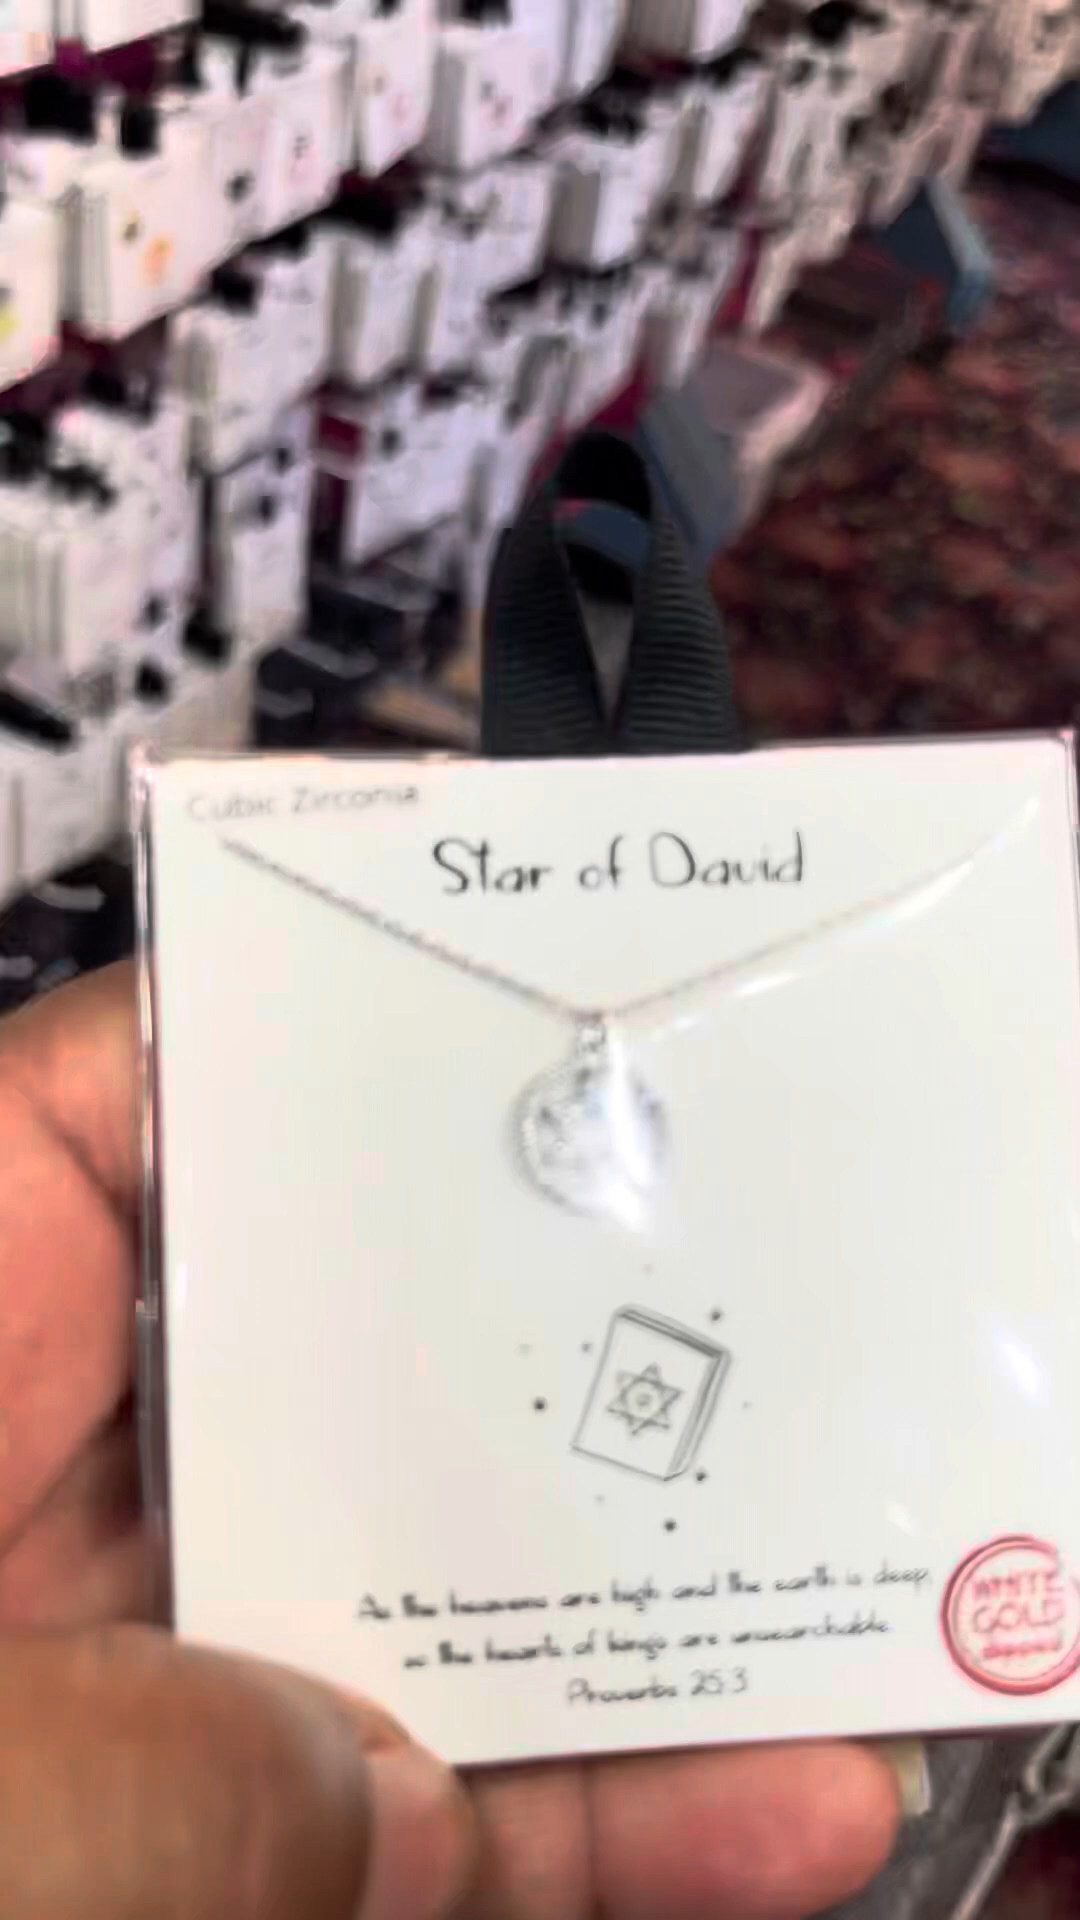 Cubic Zirconia
Star of David
As the heavens are high and the earth is deep,
so the hearts of kings are unsearchable.
Proverbs 25:3
WHITE
GOLD
dipped